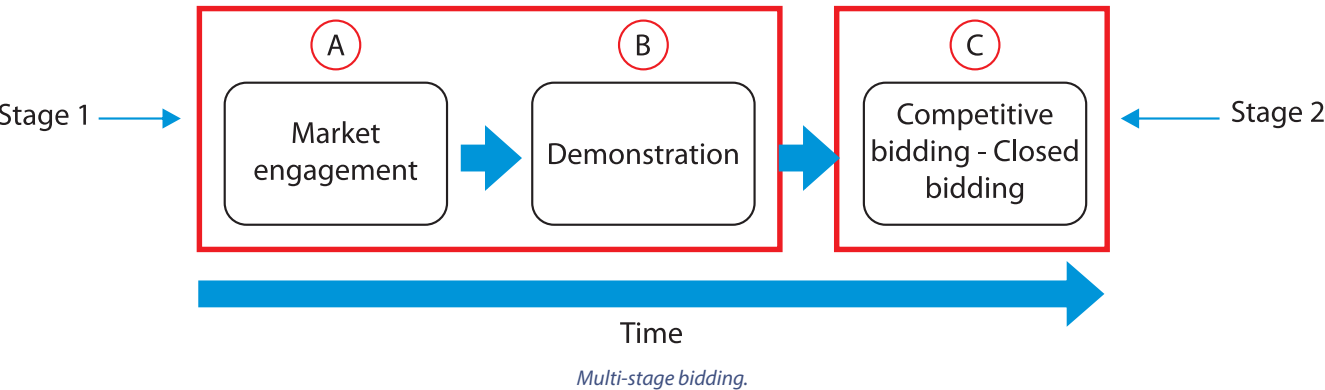 A
B
C
Stage 1
Market
engagement
Demonstration
Competitive
bidding - Closed
bidding
Stage 2
Time
Multi-stage bidding.